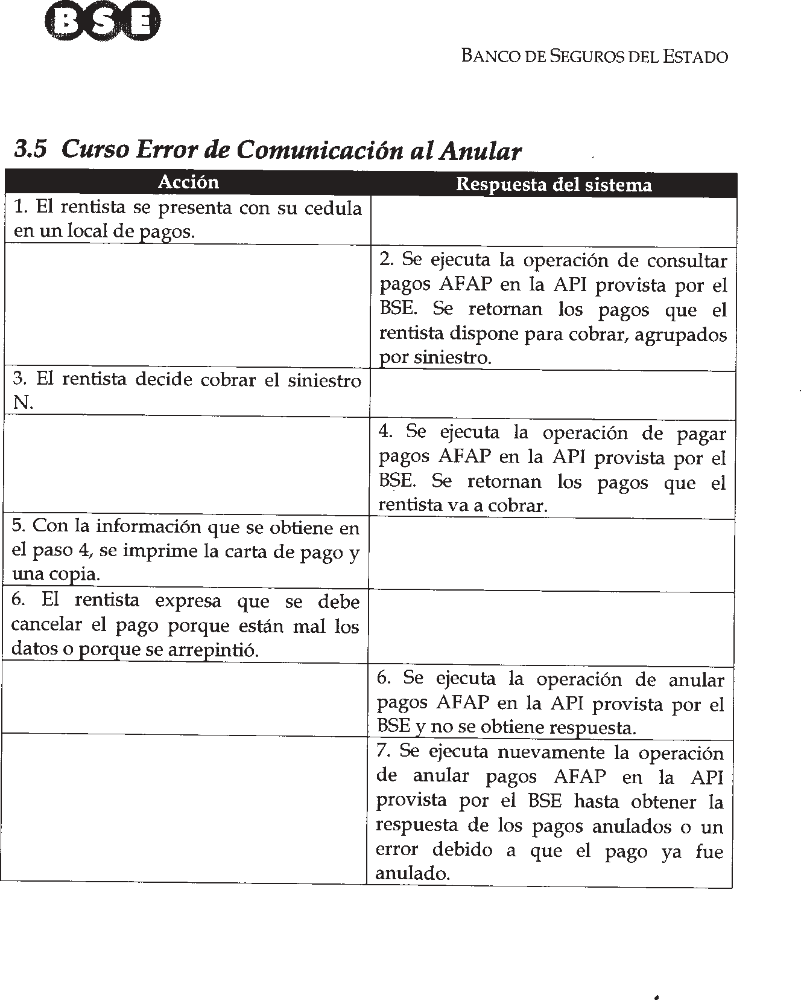 BSE
BANCO DE SEGUROS DEL ESTADO
3.5 Curso Error de Comunicación al Anular
Acción
Respuesta del sistema
1. El rentista se presenta con su cedula
en un local de pagos.
2. Se ejecuta la operación de consultar
pagos AFAP en la API provista por el
BSE. Se retornan los pagos que el
rentista dispone para cobrar, agrupados
por siniestro.
3. El rentista decide cobrar el siniestro
N.
4. Se ejecuta la operación de pagar
pagos AFAP en la API provista por el
BSE. Se retornan los pagos que el
rentista va a cobrar.
5. Con la información que se obtiene en
el paso 4, se imprime la carta de pago y
una copia.
6. El rentista expresa que se debe
cancelar el pago porque están mal los
datos o porque se arrepintió.
6. Se ejecuta la operación de anular
pagos AFAP en la API provista por el
BSE y no se obtiene respuesta.
7. Se ejecuta nuevamente la operación
de anular pagos AFAP en la API
provista por el BSE hasta obtener la
respuesta de los pagos anulados o un
error debido a que el pago ya fue
anulado.